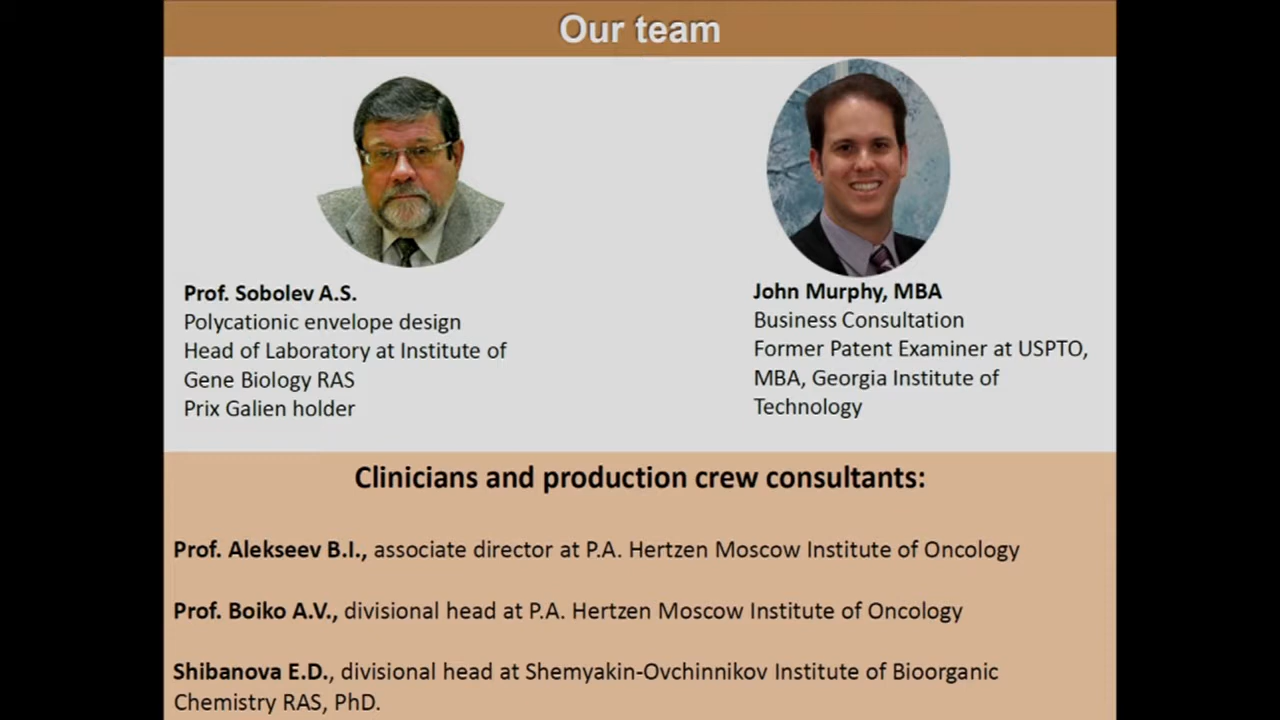 Our team
Prof. Sobolev A.S.
Polycationic envelope design
Head of Laboratory at Institute of
Gene Biology RAS
Prix Galien holder
John Murphy, MBA
Business Consultation
Former Patent Examiner at USPTO,
MBA, Georgia Institute of
Technology
Clinicians and production crew consultants:
Prof. Alekseev B.I., associate director at P.A. Hertzen Moscow Institute of Oncology
Prof. Boiko A.V., divisional head at P.A. Hertzen Moscow Institute of Oncology
Shibanova E.D., divisional head at Shemyakin-Ovchinnikov Institute of Bioorganic
Chemistry RAS, PhD.